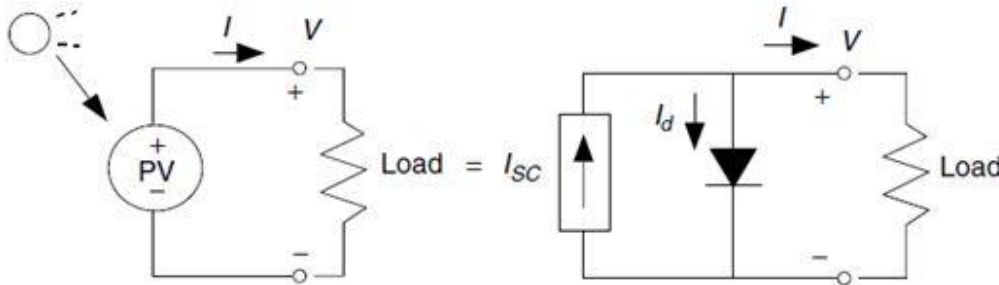 I V I V
+ +
+ PV − Load = I_SC I_d Load
− −